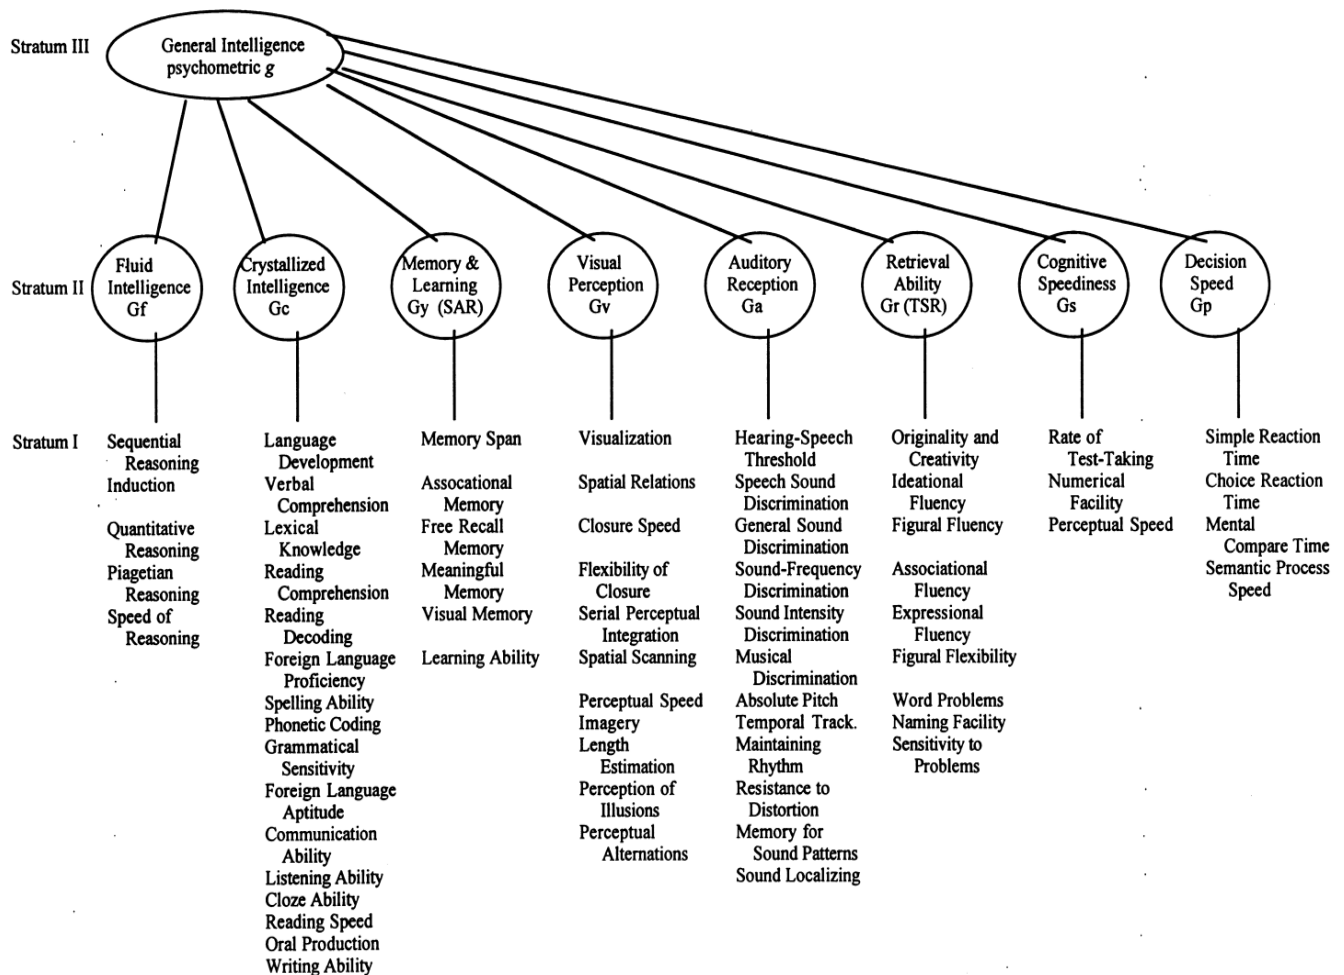 Stratum III
General Intelligence
psychometric g
Stratum II
Fluid
Intelligence
Gf
Crystallized
Intelligence
Gc
Memory &
Learning
Gy (SAR)
Visual
Perception
Gv
Auditory
Reception
Ga
Retrieval
Ability
Gr (TSR)
Cognitive
Speediness
Gs
Decision
Speed
Gp
Stratum I
Sequential
Reasoning
Induction
Quantitative
Reasoning
Piagetian
Reasoning
Speed of
Reasoning
Language
Development
Verbal
Comprehension
Lexical
Knowledge
Reading
Comprehension
Reading
Decoding
Foreign Language
Proficiency
Spelling Ability
Phonetic Coding
Grammatical
Sensitivity
Foreign Language
Aptitude
Communication
Ability
Listening Ability
Cloze Ability
Reading Speed
Oral Production
Writing Ability
Memory Span
Assocational
Memory
Free Recall
Memory
Meaningful
Memory
Visual Memory
Learning Ability
Visualization
Spatial Relations
Closure Speed
Flexibility of
Closure
Serial Perceptual
Integration
Spatial Scanning
Perceptual Speed
Imagery
Length
Estimation
Perception of
Illusions
Perceptual
Alternations
Hearing-Speech
Threshold
Speech Sound
Discrimination
General Sound
Discrimination
Sound-Frequency
Discrimination
Sound Intensity
Discrimination
Musical
Discrimination
Absolute Pitch
Temporal Track.
Maintaining
Rhythm
Resistance to
Distortion
Memory for
Sound Patterns
Sound Localizing
Originality and
Creativity
Ideational
Fluency
Figural Fluency
Associational
Fluency
Expressional
Fluency
Figural Flexibility
Word Problems
Naming Facility
Sensitivity to
Problems
Rate of
Test-Taking
Numerical
Facility
Perceptual Speed
Simple Reaction
Time
Choice Reaction
Time
Mental
Compare Time
Semantic Process
Speed